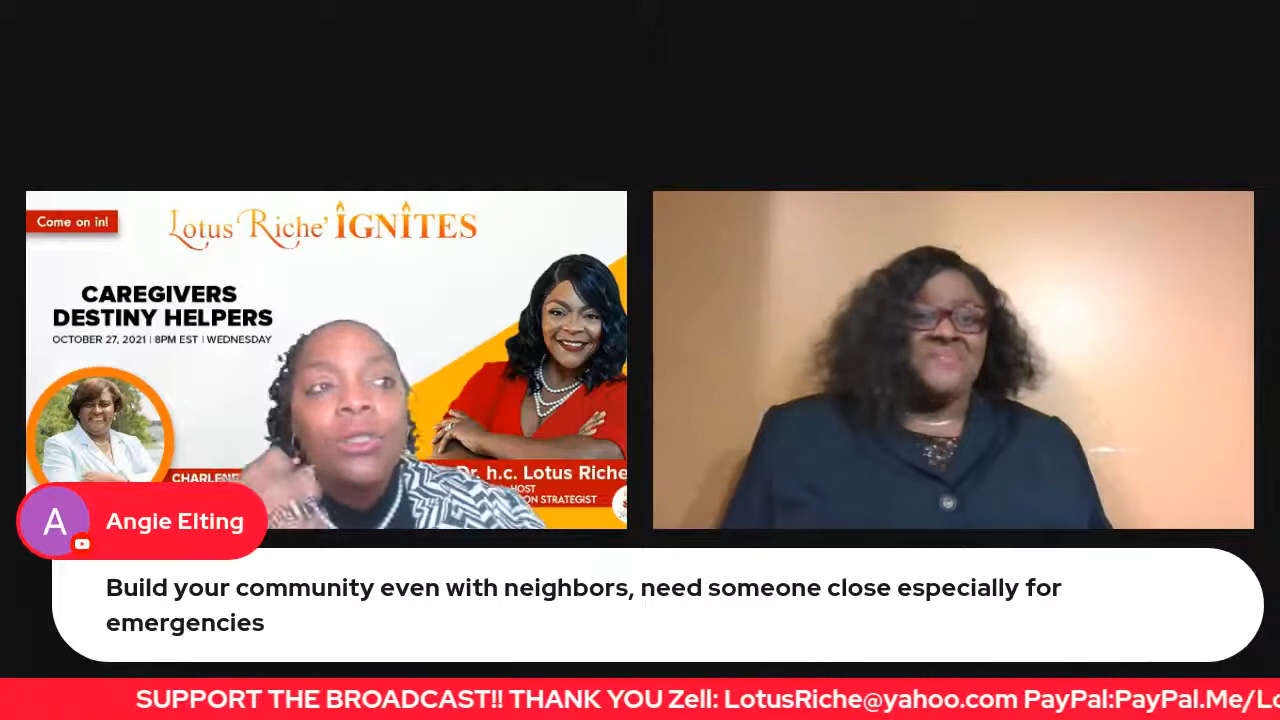 Come on in!
Lotus Riche' IGNITES
CAREGIVERS
DESTINY HELPERS
OCTOBER 27, 2021 | 8PM EST | WEDNESDAY
CHARLENE
Dr. h.c. Lotus Riche
HOST
STRATEGIST
A
Angie Elting
Build your community even with neighbors, need someone close especially for
emergencies
SUPPORT THE BROADCAST!! THANK YOU Zell: LotusRiche@yahoo.com PayPal:PayPal.Me/Lo